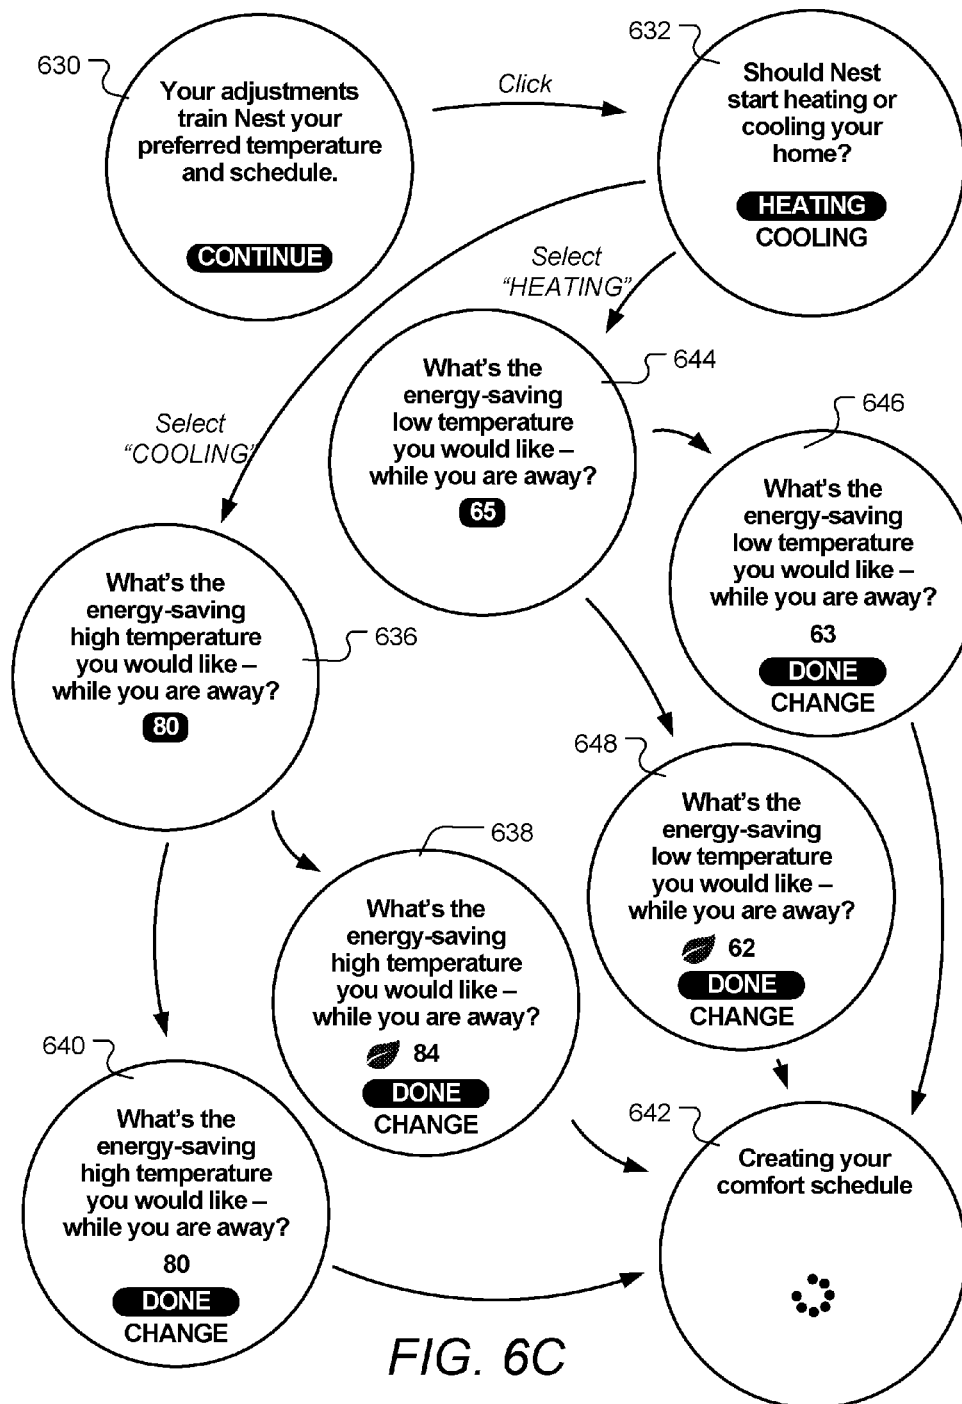 630
Your adjustments
train Nest your
preferred temperature
and schedule.
CONTINUE
Click
632
Should Nest
start heating or
cooling your
home?
HEATING
COOLING
Select
"HEATING"
Select
"COOLING"
644
What's the
energy-saving
low temperature
you would like –
while you are away?
65
646
What's the
energy-saving
low temperature
you would like –
while you are away?
63
DONE
CHANGE
636
What's the
energy-saving
high temperature
you would like –
while you are away?
80
648
What's the
energy-saving
low temperature
you would like –
while you are away?
62
DONE
CHANGE
638
What's the
energy-saving
high temperature
you would like –
while you are away?
84
DONE
CHANGE
640
What's the
energy-saving
high temperature
you would like –
while you are away?
80
DONE
CHANGE
642
Creating your
comfort schedule
FIG. 6C